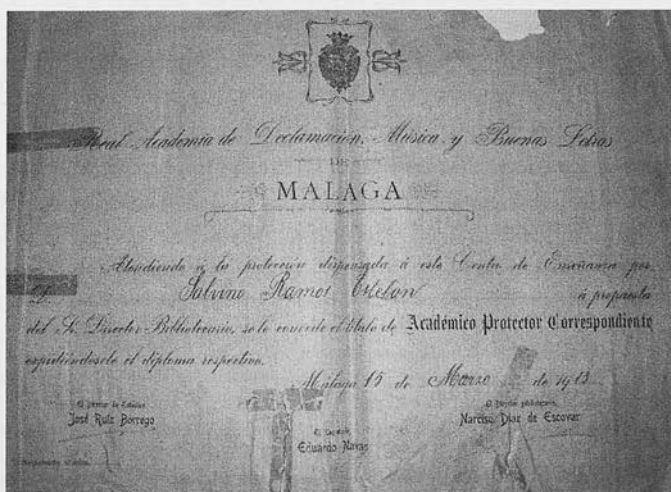 Real Academia de Declamación, Música y Buenas Letras
DE
MALAGA
Atendiendo á la protección dispensada á este Centro de Enseñanza por
D. Salvino Ramos á propuesta
del Sr. Director Bibliotecario, se le concede el título de Académico Protector Correspondiente
expidiéndosele el diploma respectivo.
Málaga 15 de Marzo de 1913
El Director de Estudios
José Ruiz Borrego
El Director
Narciso Díaz de Escovar
El Secretario
Eduardo Navas